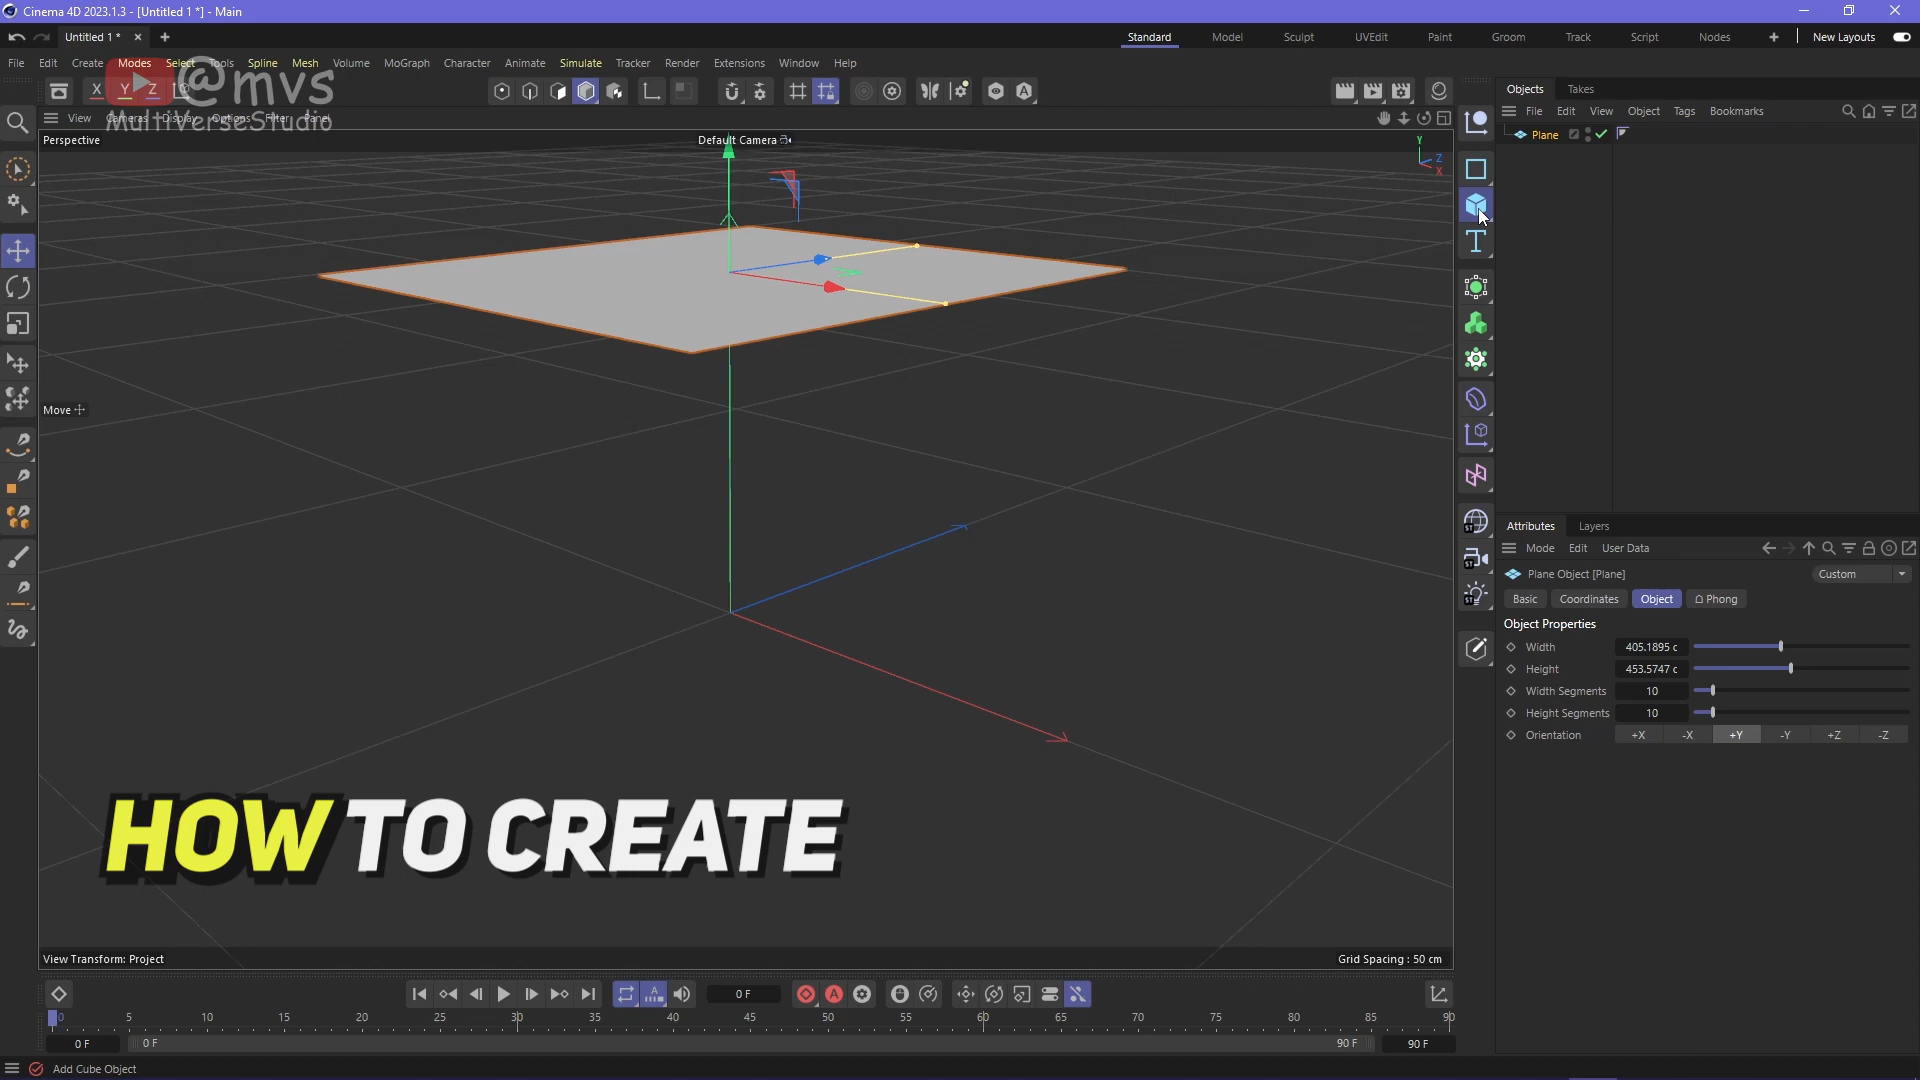 Cinema 4D 2023.1.3 - [Untitled 1 *] - Main
Untitled 1 *
Standard Model Sculpt UVEdit Paint Groom Track Script Nodes New Layouts
File Edit Create Modes Select Tools Spline Mesh Volume MoGraph Character Animate Simulate Tracker Render Extensions Window Help
@mvs
MultiVerseStudio
X Y Z
View Cameras Display Options Filter Panel
Perspective
Default Camera
Y
Z
X
Move
HOW TO CREATE
View Transform: Project
Grid Spacing : 50 cm
Objects Takes
File Edit View Object Tags Bookmarks
Plane
Attributes Layers
Mode Edit User Data
Plane Object [Plane]
Custom
Basic Coordinates Object Phong
Object Properties
Width 405.1895 c
Height 453.5747 c
Width Segments 10
Height Segments 10
Orientation +X -X +Y -Y +Z -Z
0 F
0 5 10 15 20 25 30 35 40 45 50 55 60 65 70 75 80 85 90
0 F 0 F 90 F 90 F
Add Cube Object